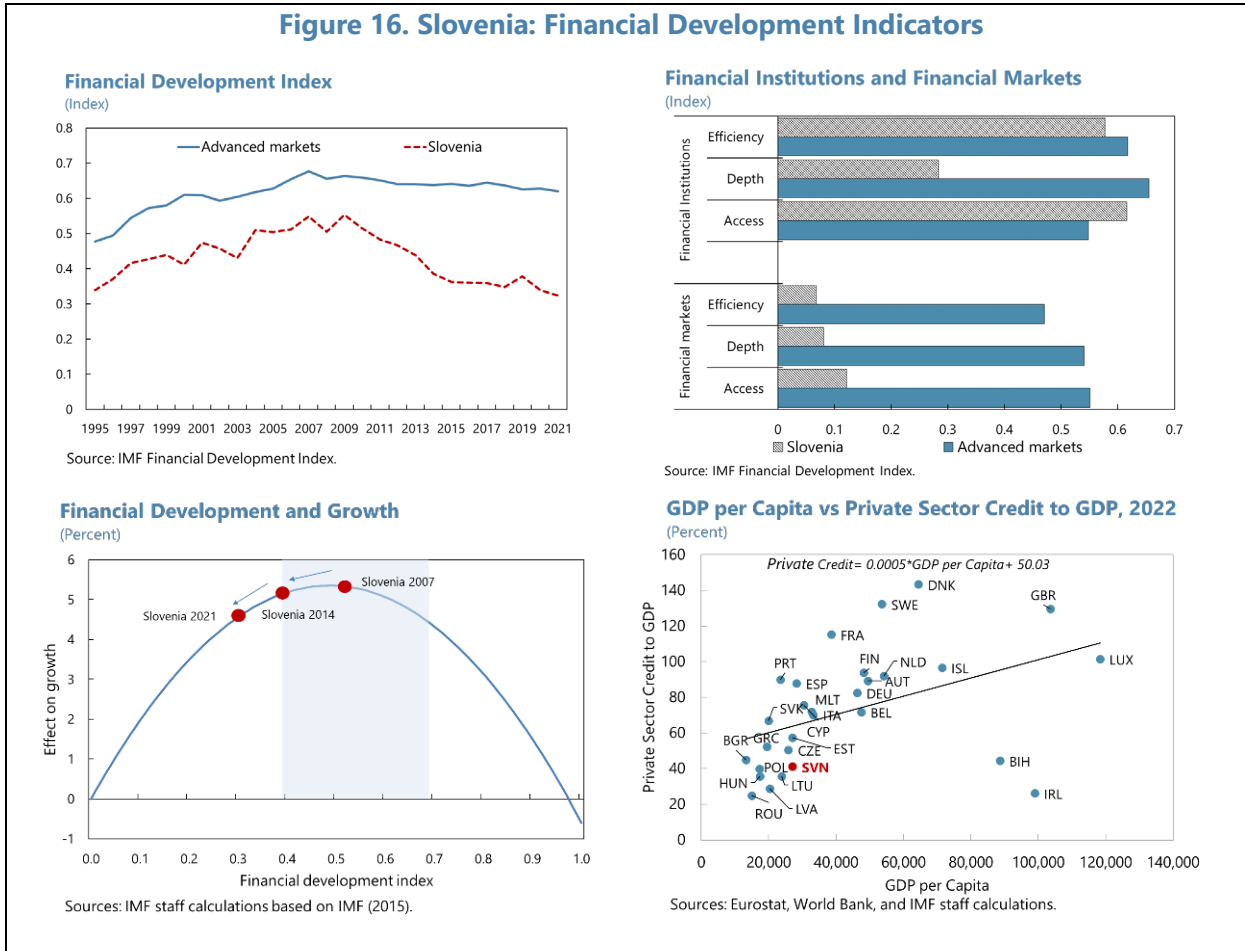 Figure 16. Slovenia: Financial Development Indicators
Financial Development Index
(Index)
0.8
0.7
0.6
0.5
0.4
0.3
0.2
0.1
0
Advanced markets
Slovenia
1995 1997 1999 2001 2003 2005 2007 2009 2011 2013 2015 2017 2019 2021
Source: IMF Financial Development Index.
Financial Institutions and Financial Markets
(Index)
Financial Institutions
Efficiency
Depth
Access
Financial markets
Efficiency
Depth
Access
0 0.1 0.2 0.3 0.4 0.5 0.6 0.7
Slovenia
Advanced markets
Source: IMF Financial Development Index.
Financial Development and Growth
(Percent)
Effect on growth
6
5
4
3
2
1
0
-1
Slovenia 2007
Slovenia 2021
Slovenia 2014
0.0 0.1 0.2 0.3 0.4 0.5 0.6 0.7 0.8 0.9 1.0
Financial development index
Sources: IMF staff calculations based on IMF (2015).
GDP per Capita vs Private Sector Credit to GDP, 2022
(Percent)
Private Sector Credit to GDP
160
140
120
100
80
60
40
20
0
Private Credit= 0.0005*GDP per Capita+ 50.03
DNK
GBR
SWE
FRA
FIN
NLD
ISL
LUX
PRT
ESP
AUT
DEU
SVK
MLT
ITA
BEL
CYP
BGR
GRC
CZE
EST
POL
SVN
BIH
HUN
LTU
IRL
ROU
LVA
0 20,000 40,000 60,000 80,000 100,000 120,000 140,000
GDP per Capita
Sources: Eurostat, World Bank, and IMF staff calculations.